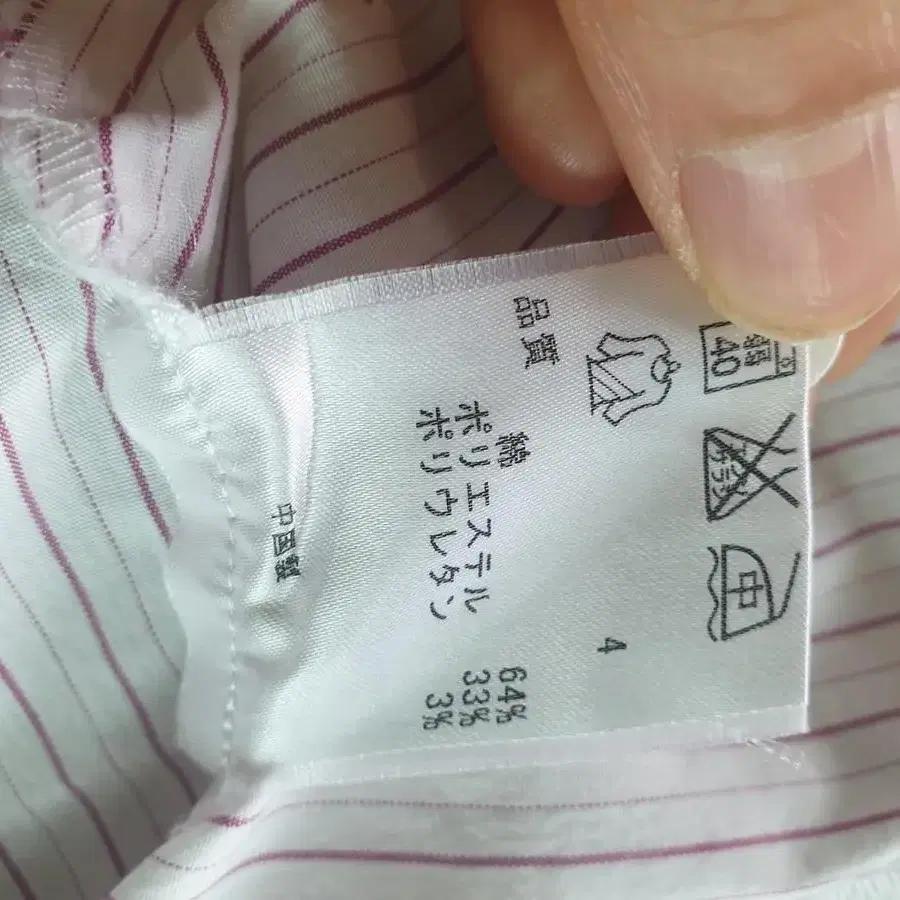 40
中
4
品質
綿 64%
ポリエステル 33%
ポリウレタン 3%
中国製